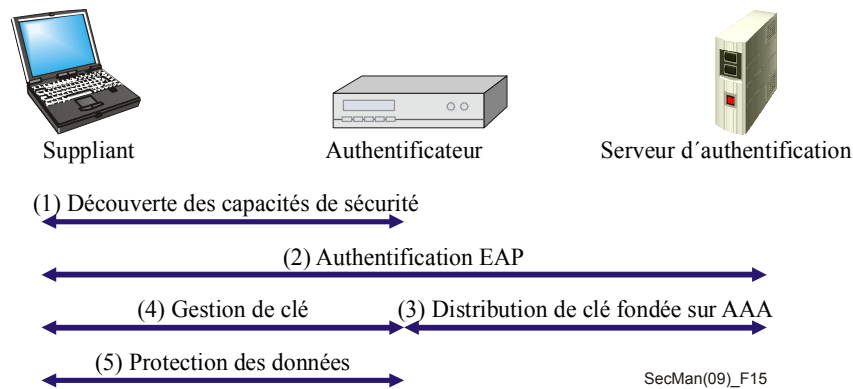 Suppliant
Authentificateur
Serveur d´authentification
(1) Découverte des capacités de sécurité
(2) Authentification EAP
(4) Gestion de clé
(3) Distribution de clé fondée sur AAA
(5) Protection des données
SecMan(09)_F15